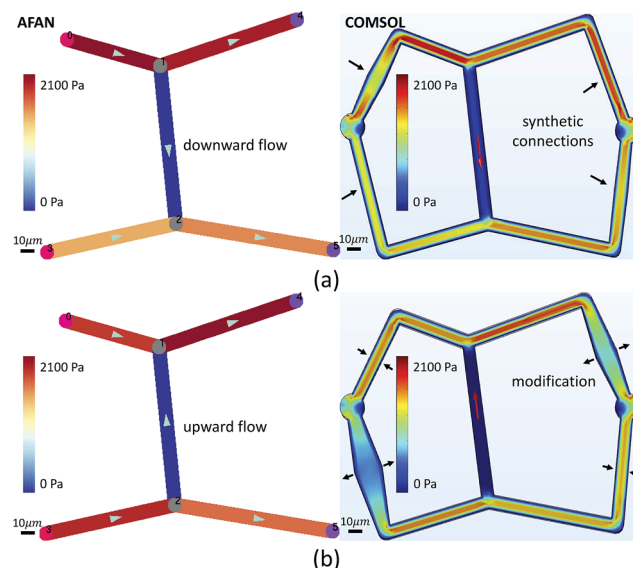 AFAN
COMSOL
0
4
1
2100 Pa
2100 Pa
downward flow
synthetic
connections
0 Pa
0 Pa
2
10μm
3
5
10μm
(a)
4
0
1
2100 Pa
2100 Pa
modification
upward flow
0 Pa
0 Pa
2
10μm
3
5
10μm
(b)